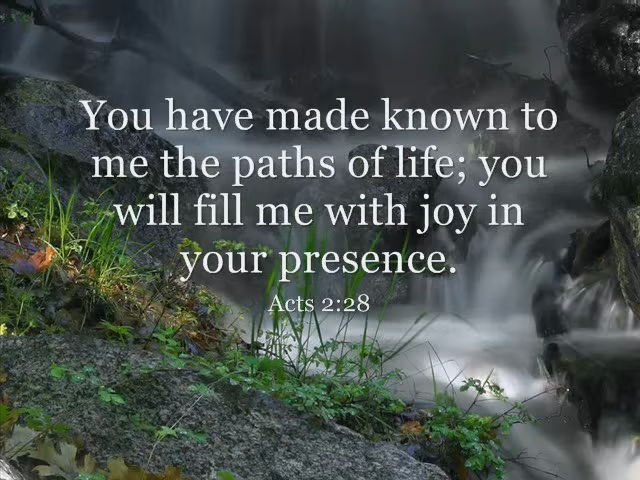 You have made known to
me the paths of life; you
will fill me with joy in
your presence.
Acts 2:28